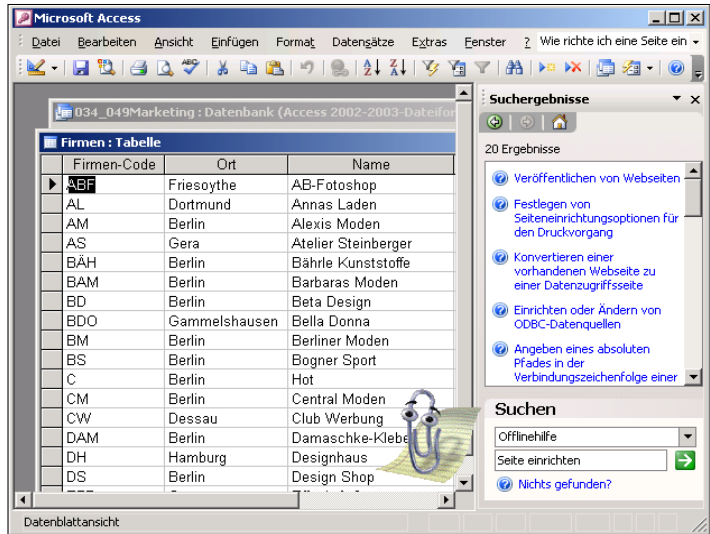 Microsoft Access
Datei Bearbeiten Ansicht Einfügen Format Datensätze Extras Fenster ? Wie richte ich eine Seite ein
034_049Marketing : Datenbank (Access 2002-2003-Dateifor
Firmen : Tabelle
Firmen-Code Ort Name
ABF Friesoythe AB-Fotoshop
AL Dortmund Annas Laden
AM Berlin Alexis Moden
AS Gera Atelier Steinberger
BÄH Berlin Bährle Kunststoffe
BAM Berlin Barbaras Moden
BD Berlin Beta Design
BDO Gammelshausen Bella Donna
BM Berlin Berliner Moden
BS Berlin Bogner Sport
C Berlin Hot
CM Berlin Central Moden
CW Dessau Club Werbung
DAM Berlin Damaschke-Klebe
DH Hamburg Designhaus
DS Berlin Design Shop
Datenblattansicht
Suchergebnisse
20 Ergebnisse
Veröffentlichen von Webseiten
Festlegen von
Seiteneinrichtungsoptionen für
den Druckvorgang
Konvertieren einer
vorhandenen Webseite zu
einer Datenzugriffsseite
Einrichten oder Ändern von
ODBC-Datenquellen
Angeben eines absoluten
Pfades in der
Verbindungszeichenfolge einer
Suchen
Offlinehilfe
Seite einrichten
Nichts gefunden?